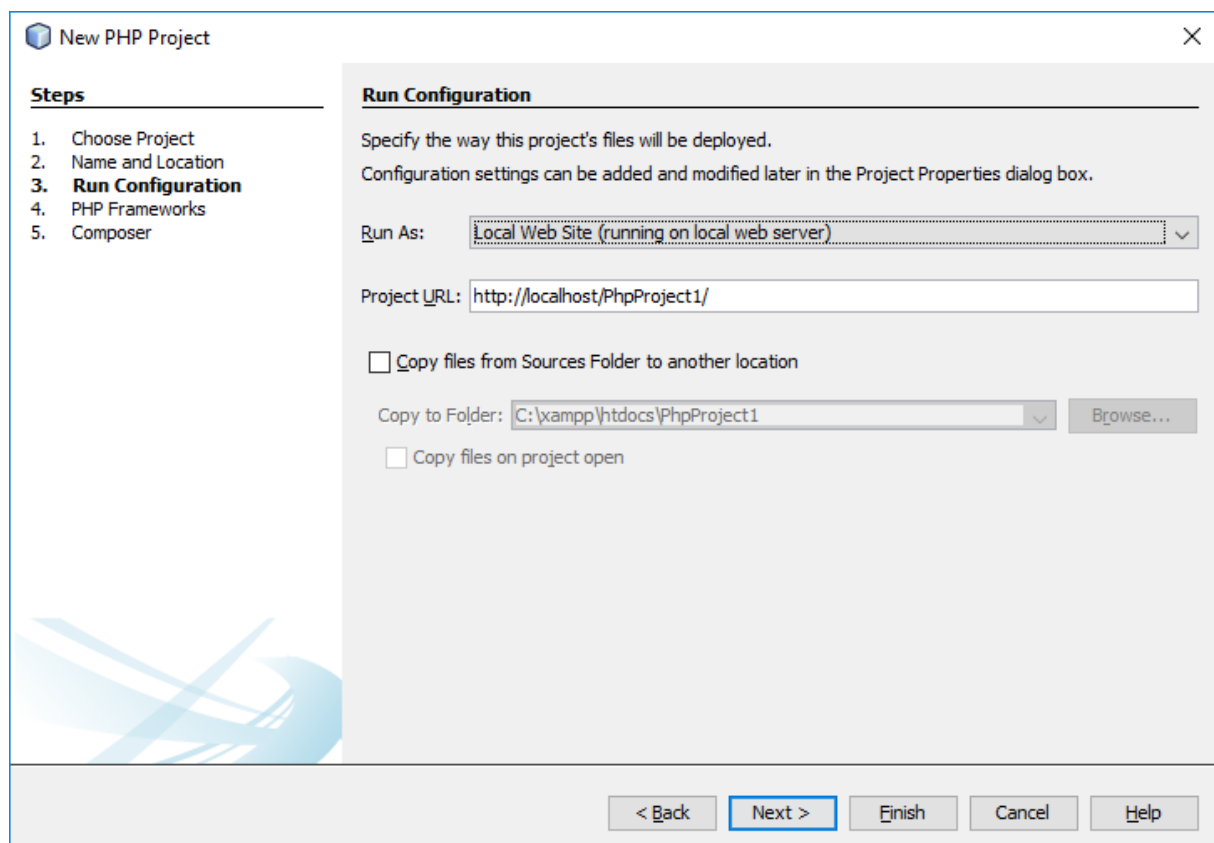 New PHP Project
Steps
1. Choose Project
2. Name and Location
3. Run Configuration
4. PHP Frameworks
5. Composer
Run Configuration
Specify the way this project's files will be deployed.
Configuration settings can be added and modified later in the Project Properties dialog box.
Run As: Local Web Site (running on local web server)
Project URL: http://localhost/PhpProject1/
Copy files from Sources Folder to another location
Copy to Folder: C:\xampp\htdocs\PhpProject1 Browse...
Copy files on project open
< Back Next > Finish Cancel Help